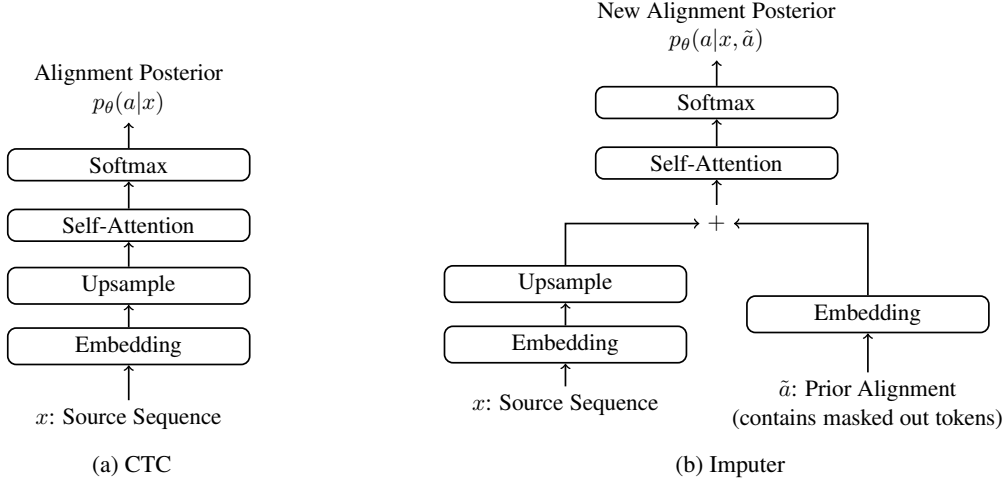 Alignment Posterior
pθ(a|x)
Softmax
Self-Attention
Upsample
Embedding
x: Source Sequence
(a) CTC
New Alignment Posterior
pθ(a|x, ã)
Softmax
Self-Attention
+
Upsample
Embedding
x: Source Sequence
Embedding
ã: Prior Alignment
(contains masked out tokens)
(b) Imputer